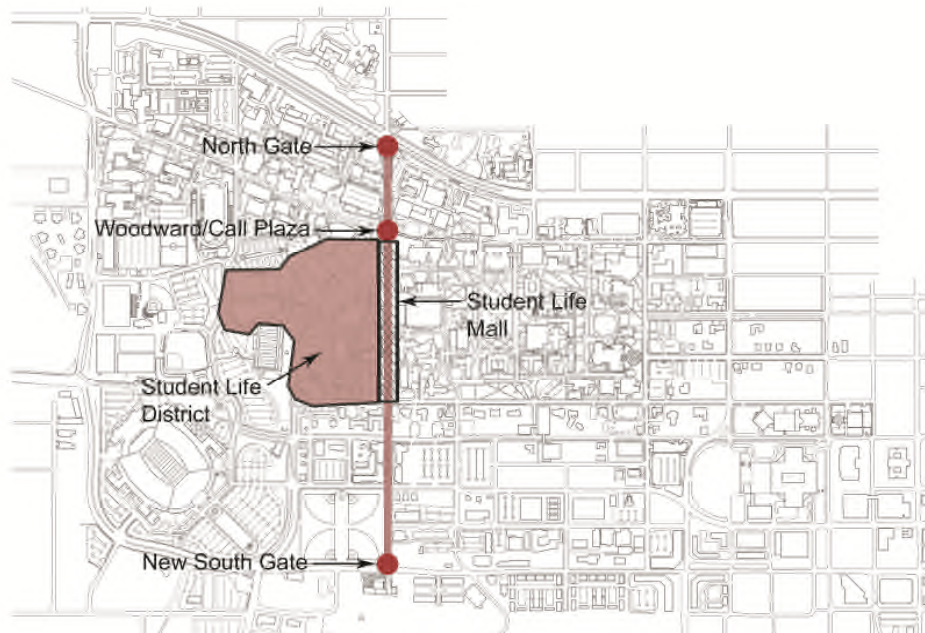 North Gate
Woodward/Call Plaza
Student Life
Mall
Student Life
District
New South Gate